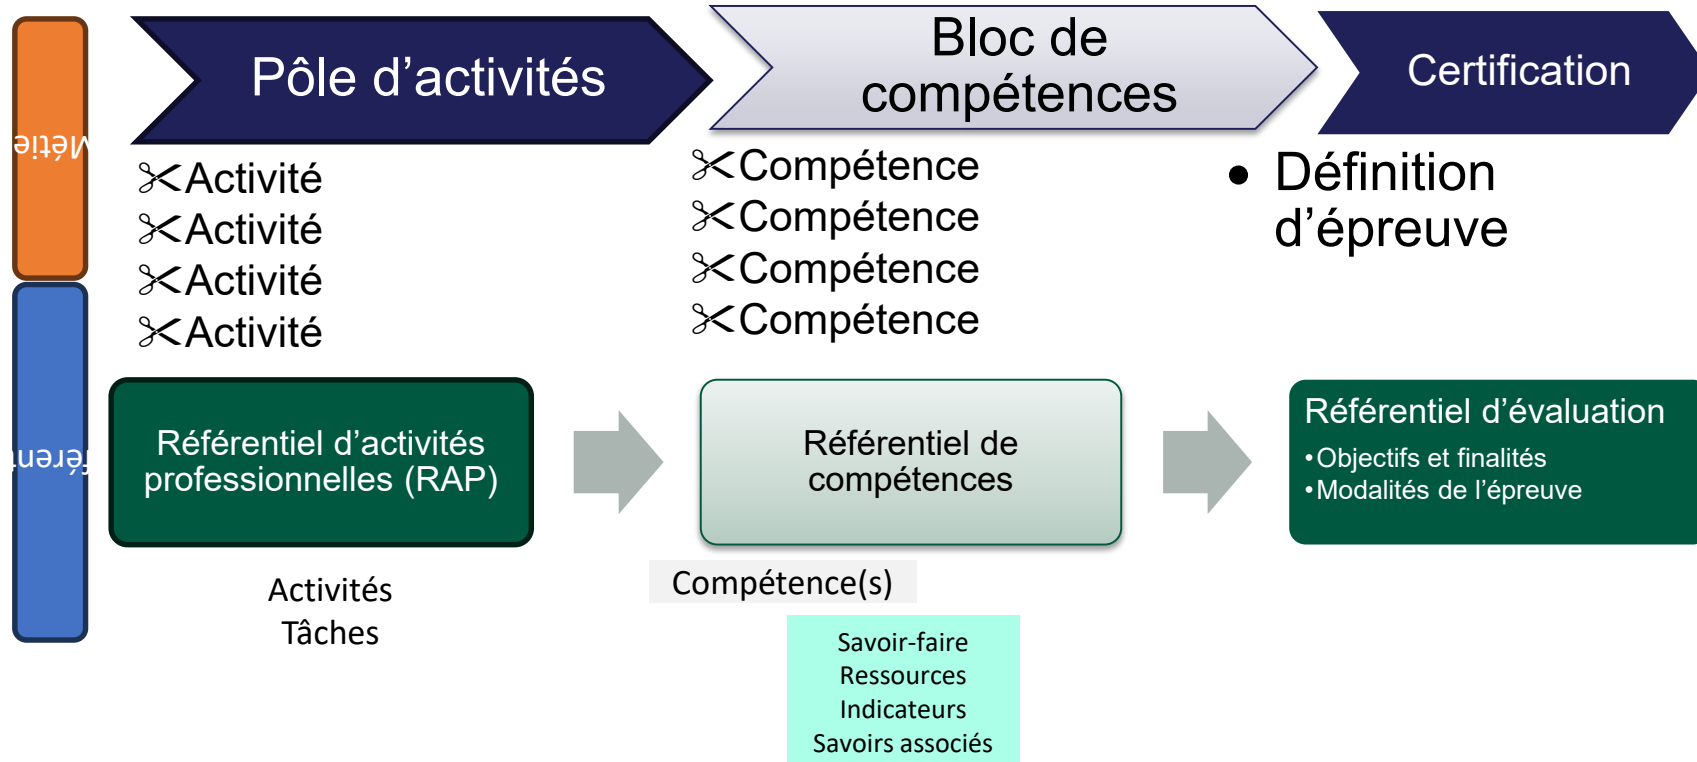 Pôle d'activités
Bloc de
compétences
Certification
Métie
Activité
Activité
Activité
Activité
Compétence
Compétence
Compétence
Compétence
• Définition
d'épreuve
férent
Référentiel d'activités
professionnelles (RAP)
Référentiel de
compétences
Référentiel d'évaluation
•Objectifs et finalités
•Modalités de l'épreuve
Activités
Tâches
Compétence(s)
Savoir-faire
Ressources
Indicateurs
Savoirs associés